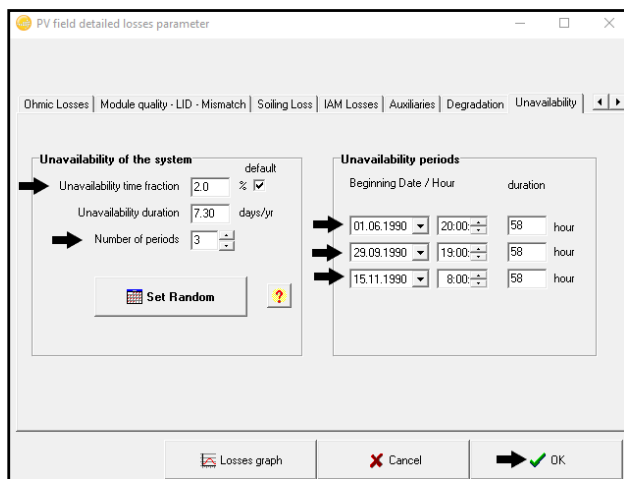 PV field detailed losses parameter
Ohmic Losses Module quality - LID - Mismatch Soiling Loss IAM Losses Auxiliaries Degradation Unavailability
Unavailability of the system
default
Unavailability time fraction 2.0 %
Unavailability duration 7.30 days/yr
Number of periods 3
Set Random ?
Unavailability periods
Beginning Date / Hour duration
01.06.1990 20:00: 58 hour
29.09.1990 19:00: 58 hour
15.11.1990 8:00: 58 hour
Losses graph Cancel OK